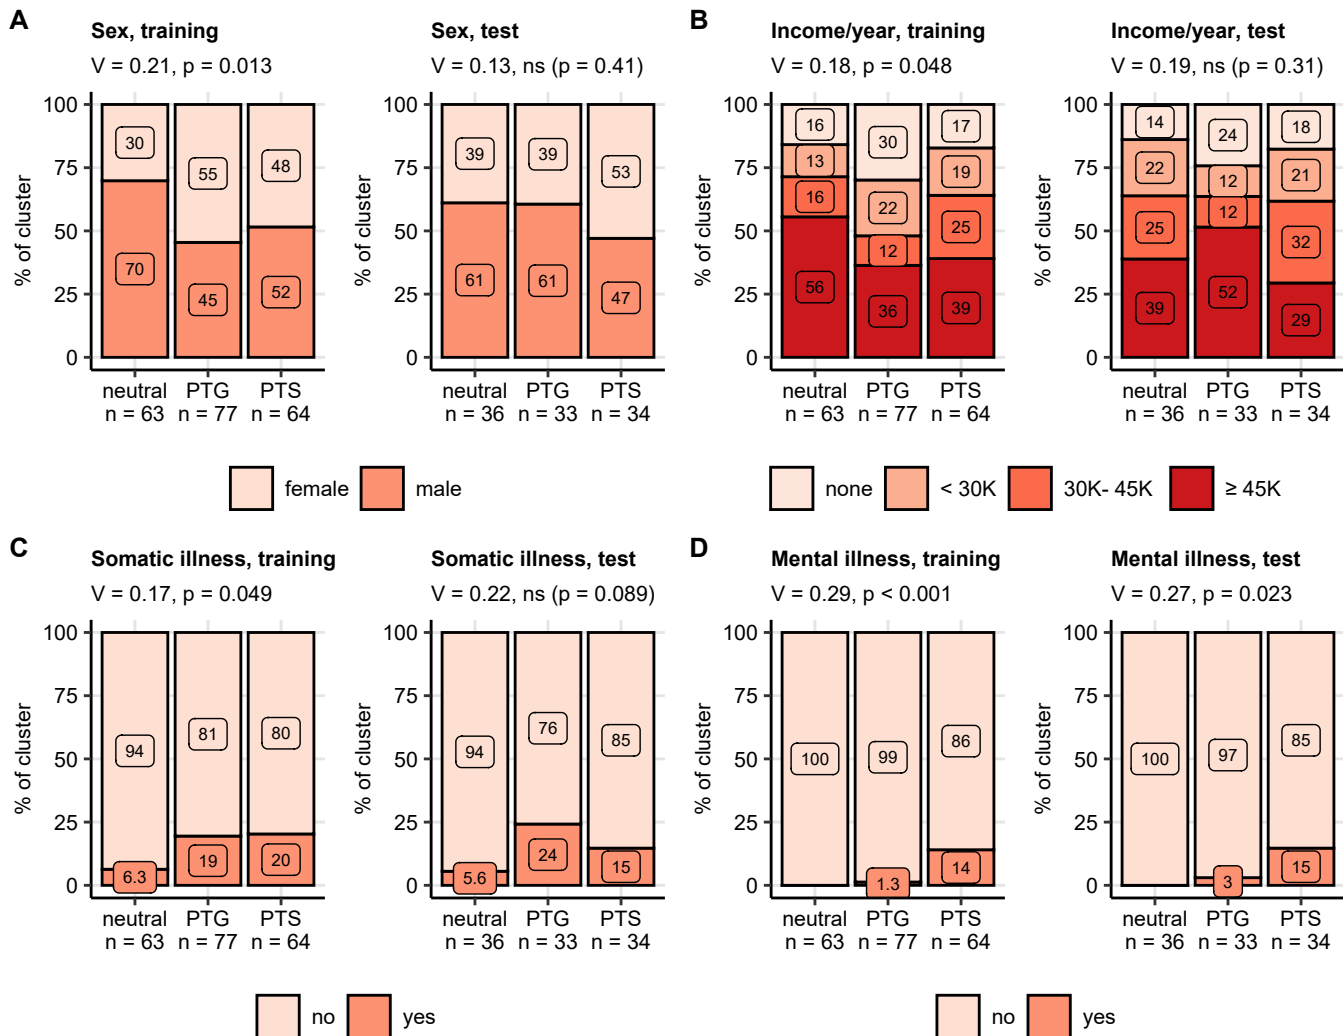 A
Sex, training
V = 0.21, p = 0.013
% of cluster
100
75
50
25
0
30
70
55
45
48
52
neutral PTG PTS
n = 63 n = 77 n = 64
Sex, test
V = 0.13, ns (p = 0.41)
% of cluster
100
75
50
25
0
39
61
39
61
53
47
neutral PTG PTS
n = 36 n = 33 n = 34
female male
B
Income/year, training
V = 0.18, p = 0.048
% of cluster
100
75
50
25
0
16
13
16
56
30
22
12
36
17
19
25
39
neutral PTG PTS
n = 63 n = 77 n = 64
Income/year, test
V = 0.19, ns (p = 0.31)
% of cluster
100
75
50
25
0
14
22
25
39
24
12
12
52
18
21
32
29
neutral PTG PTS
n = 36 n = 33 n = 34
none < 30K 30K- 45K ≥ 45K
C
Somatic illness, training
V = 0.17, p = 0.049
% of cluster
100
75
50
25
0
94
6.3
81
19
80
20
neutral PTG PTS
n = 63 n = 77 n = 64
Somatic illness, test
V = 0.22, ns (p = 0.089)
% of cluster
100
75
50
25
0
94
5.6
76
24
85
15
neutral PTG PTS
n = 36 n = 33 n = 34
no yes
D
Mental illness, training
V = 0.29, p < 0.001
% of cluster
100
75
50
25
0
100
99
1.3
86
14
neutral PTG PTS
n = 63 n = 77 n = 64
Mental illness, test
V = 0.27, p = 0.023
% of cluster
100
75
50
25
0
100
97
3
85
15
neutral PTG PTS
n = 36 n = 33 n = 34
no yes